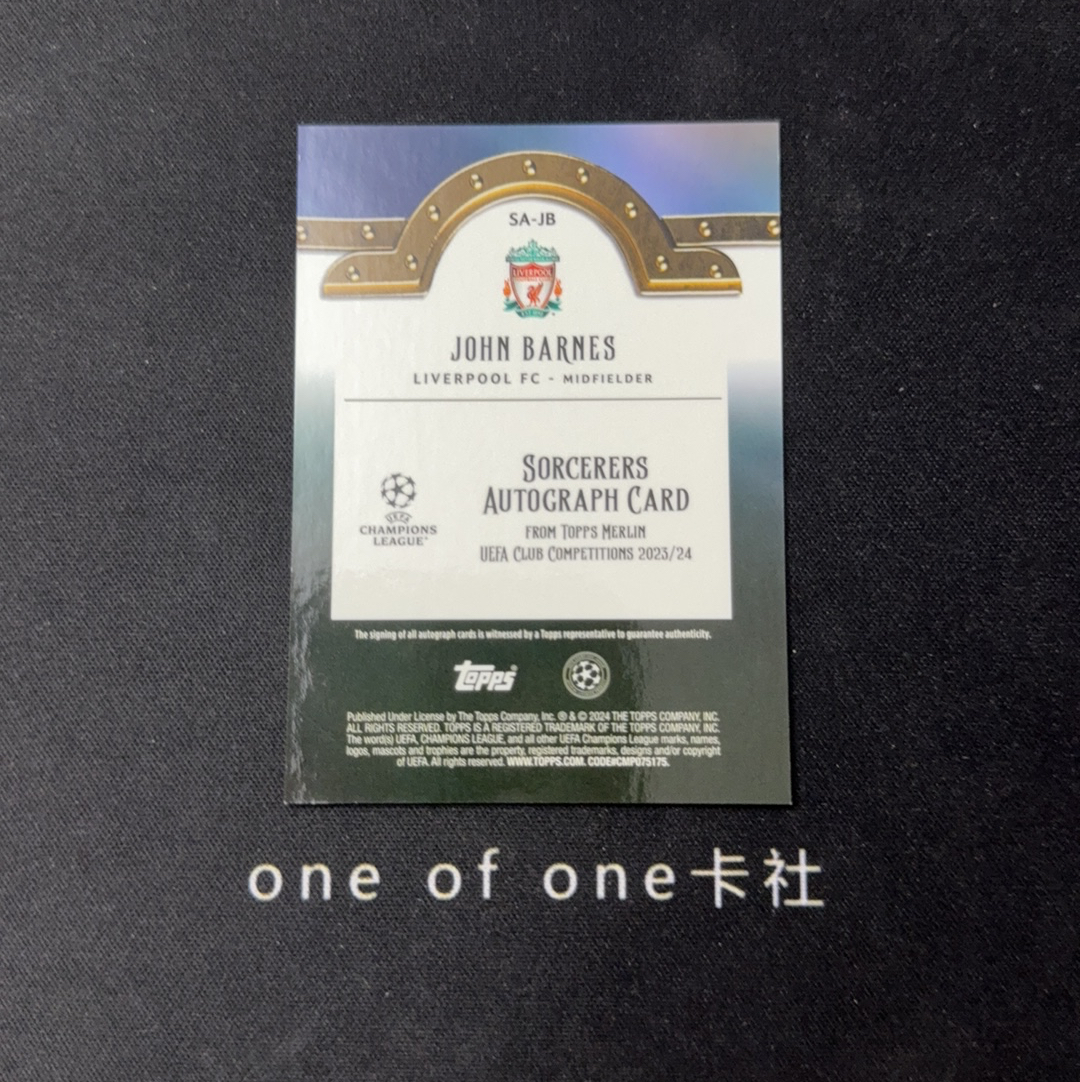 SA-JB
LIVERPOOL
JOHN BARNES
LIVERPOOL FC - MIDFIELDER
SORCERERS
AUTOGRAPH CARD
FROM TOPPS MERLIN
UEFA CLUB COMPETITIONS 2023/24
UEFA
CHAMPIONS
LEAGUE
The signing of all autograph cards is witnessed by a Topps representative to guarantee authenticity.
topps®
Published Under License by The Topps Company, Inc. ® & © 2024 THE TOPPS COMPANY, INC.
ALL RIGHTS RESERVED. TOPPS IS A REGISTERED TRADEMARK OF THE TOPPS COMPANY, INC.
The word(s) UEFA, CHAMPIONS LEAGUE, and all other UEFA Champions League marks, names,
logos, mascots and trophies are the property, registered trademarks, designs and/or copyright
of UEFA. All rights reserved. WWW.TOPPS.COM. CODE#CMP075175.
one of one卡社